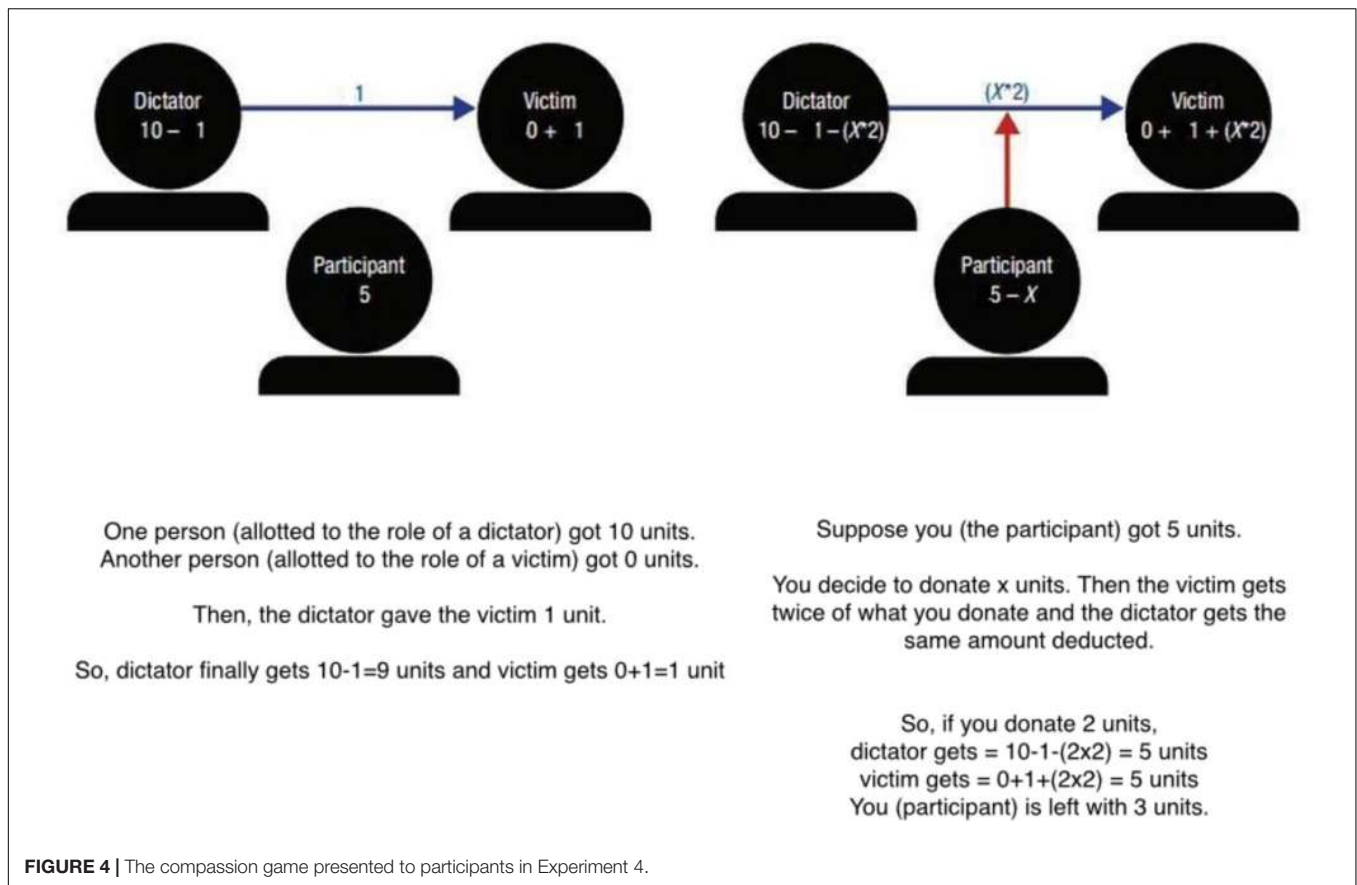 Dictator
10 – 1
1
Victim
0 + 1
Participant
5
Dictator
10 – 1 – (X*2)
(X*2)
Victim
0 + 1 + (X*2)
Participant
5 – X
One person (allotted to the role of a dictator) got 10 units.
Another person (allotted to the role of a victim) got 0 units.
Then, the dictator gave the victim 1 unit.
So, dictator finally gets 10-1=9 units and victim gets 0+1=1 unit
Suppose you (the participant) got 5 units.
You decide to donate x units. Then the victim gets
twice of what you donate and the dictator gets the
same amount deducted.
So, if you donate 2 units,
dictator gets = 10-1-(2x2) = 5 units
victim gets = 0+1+(2x2) = 5 units
You (participant) is left with 3 units.
FIGURE 4 | The compassion game presented to participants in Experiment 4.